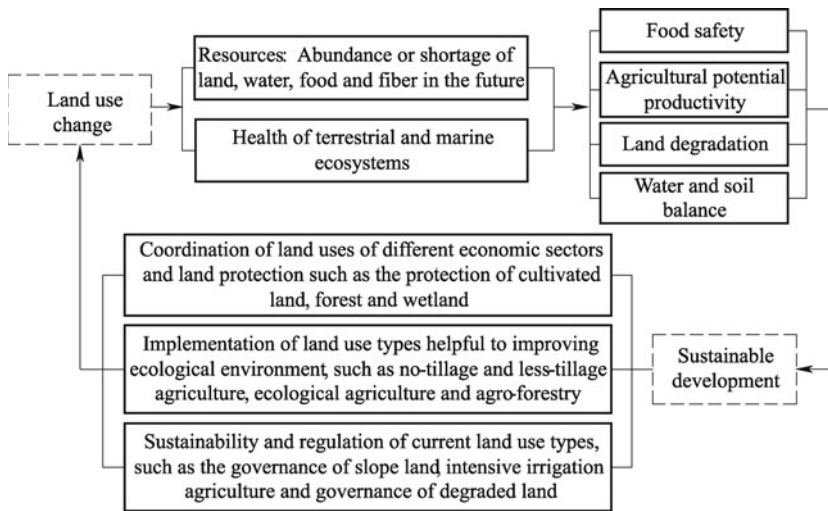 Land use
change
Resources: Abundance or shortage of
land, water, food and fiber in the future
Health of terrestrial and marine
ecosystems
Food safety
Agricultural potential
productivity
Land degradation
Water and soil
balance
Coordination of land uses of different economic sectors
and land protection such as the protection of cultivated
land, forest and wetland
Implementation of land use types helpful to improving
ecological environment, such as no-tillage and less-tillage
agriculture, ecological agriculture and agro-forestry
Sustainability and regulation of current land use types,
such as the governance of slope land, intensive irrigation
agriculture and governance of degraded land
Sustainable
development